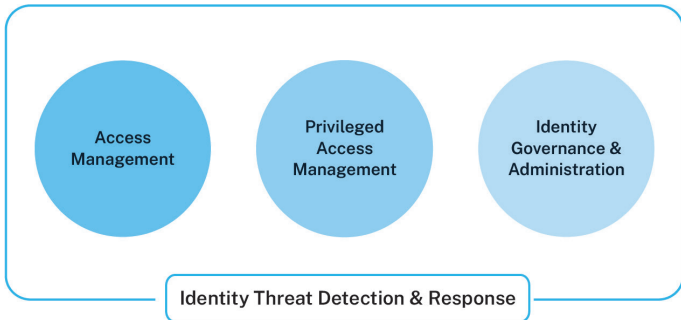 Access
Management
Privileged
Access
Management
Identity
Governance &
Administration
Identity Threat Detection & Response